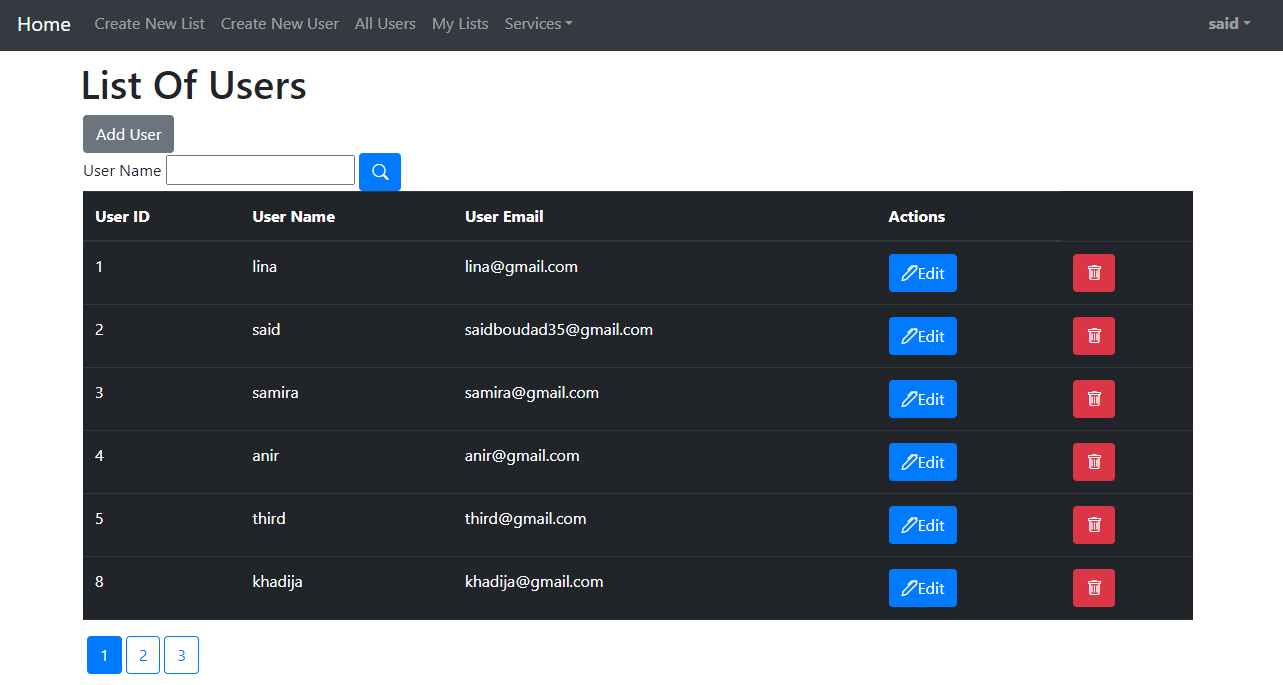 Home Create New List Create New User All Users My Lists Services said
List Of Users
Add User
User Name
User ID User Name User Email Actions
1 lina lina@gmail.com Edit
2 said saidboudad35@gmail.com Edit
3 samira samira@gmail.com Edit
4 anir anir@gmail.com Edit
5 third third@gmail.com Edit
8 khadija khadija@gmail.com Edit
1 2 3